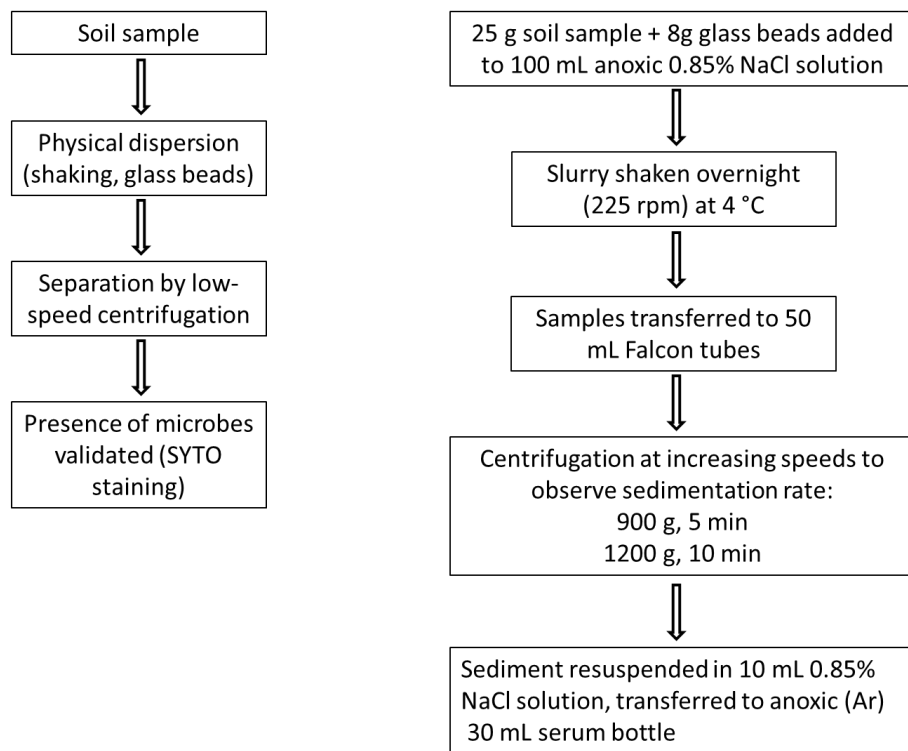 Soil sample
Physical dispersion
(shaking, glass beads)
Separation by low-
speed centrifugation
Presence of microbes
validated (SYTO
staining)
25 g soil sample + 8g glass beads added
to 100 mL anoxic 0.85% NaCl solution
Slurry shaken overnight
(225 rpm) at 4 °C
Samples transferred to 50
mL Falcon tubes
Centrifugation at increasing speeds to
observe sedimentation rate:
900 g, 5 min
1200 g, 10 min
Sediment resuspended in 10 mL 0.85%
NaCl solution, transferred to anoxic (Ar)
30 mL serum bottle